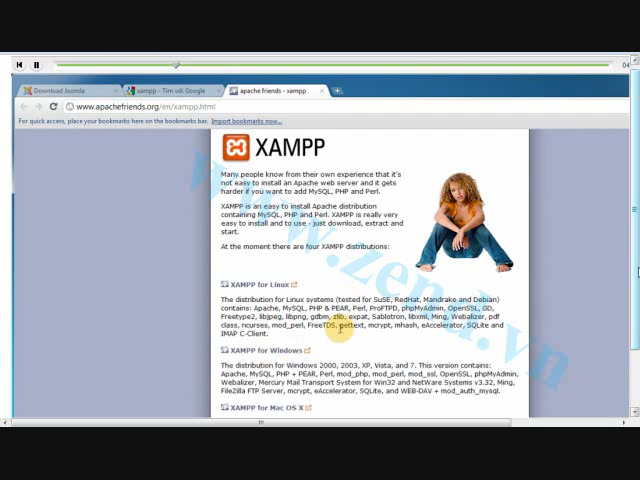 04
Download Joomla
xampp - Tìm với Google
apache friends - xampp
www.apachefriends.org/en/xampp.html
For quick access, place your bookmarks here on the bookmarks bar. Import bookmarks now...
XAMPP
Many people know from their own experience that it's
not easy to install an Apache web server and it gets
harder if you want to add MySQL, PHP and Perl.
XAMPP is an easy to install Apache distribution
containing MySQL, PHP and Perl. XAMPP is really very
easy to install and to use - just download, extract and
start.
At the moment there are four XAMPP distributions:
XAMPP for Linux
The distribution for Linux systems (tested for SuSE, RedHat, Mandrake and Debian)
contains: Apache, MySQL, PHP & PEAR, Perl, ProFTPD, phpMyAdmin, OpenSSL, GD,
Freetype2, libjpeg, libpng, gdbm, zlib, expat, Sablotron, libxml, Ming, Webalizer, pdf
class, ncurses, mod_perl, FreeTDS, gettext, mcrypt, mhash, eAccelerator, SQLite and
IMAP C-Client.
XAMPP for Windows
The distribution for Windows 2000, 2003, XP, Vista, and 7. This version contains:
Apache, MySQL, PHP + PEAR, Perl, mod_php, mod_perl, mod_ssl, OpenSSL, phpMyAdmin,
Webalizer, Mercury Mail Transport System for Win32 and NetWare Systems v3.32, Ming,
FileZilla FTP Server, mcrypt, eAccelerator, SQLite, and WEB-DAV + mod_auth_mysql.
XAMPP for Mac OS X
www.zend.vn